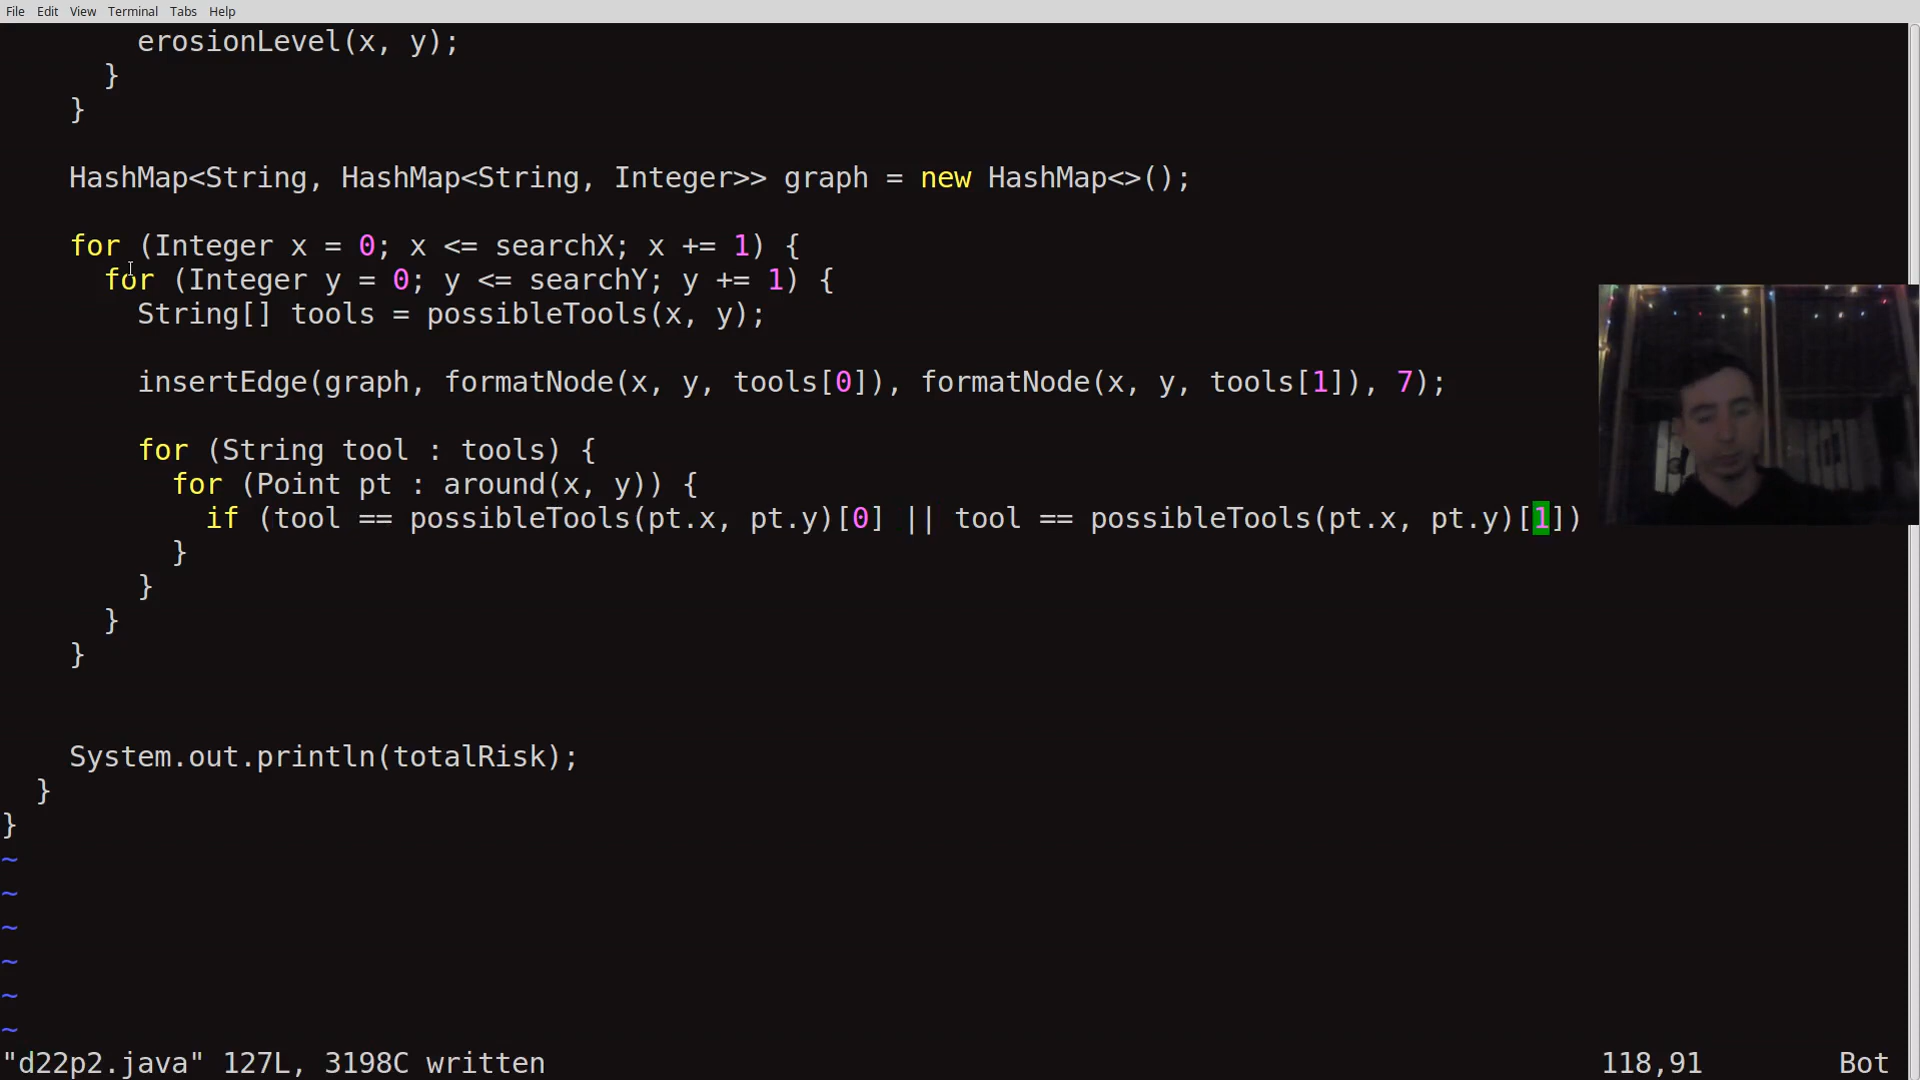 File Edit View Terminal Tabs Help
erosionLevel(x, y);
}
}
HashMap<String, HashMap<String, Integer>> graph = new HashMap<>();
for (Integer x = 0; x <= searchX; x += 1) {
for (Integer y = 0; y <= searchY; y += 1) {
String[] tools = possibleTools(x, y);
insertEdge(graph, formatNode(x, y, tools[0]), formatNode(x, y, tools[1]), 7);
for (String tool : tools) {
for (Point pt : around(x, y)) {
if (tool == possibleTools(pt.x, pt.y)[0] || tool == possibleTools(pt.x, pt.y)[1])
}
}
}
}
System.out.println(totalRisk);
}
}
~
~
~
~
~
~
"d22p2.java" 127L, 3198C written 118,91 Bot